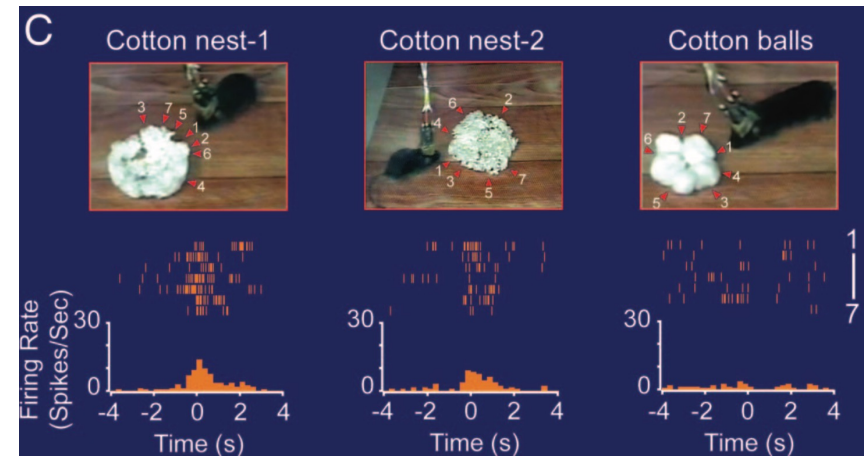 C
Cotton nest-1
Cotton nest-2
Cotton balls
3 7 5 1 2 6 4
6 2 4 1 3 5 7
2 7 6 1 4 5 3
1
7
Firing Rate
(Spikes/Sec)
30
0
-4 -2 0 2 4
Time (s)
30
0
-4 -2 0 2 4
Time (s)
30
0
-4 -2 0 2 4
Time (s)